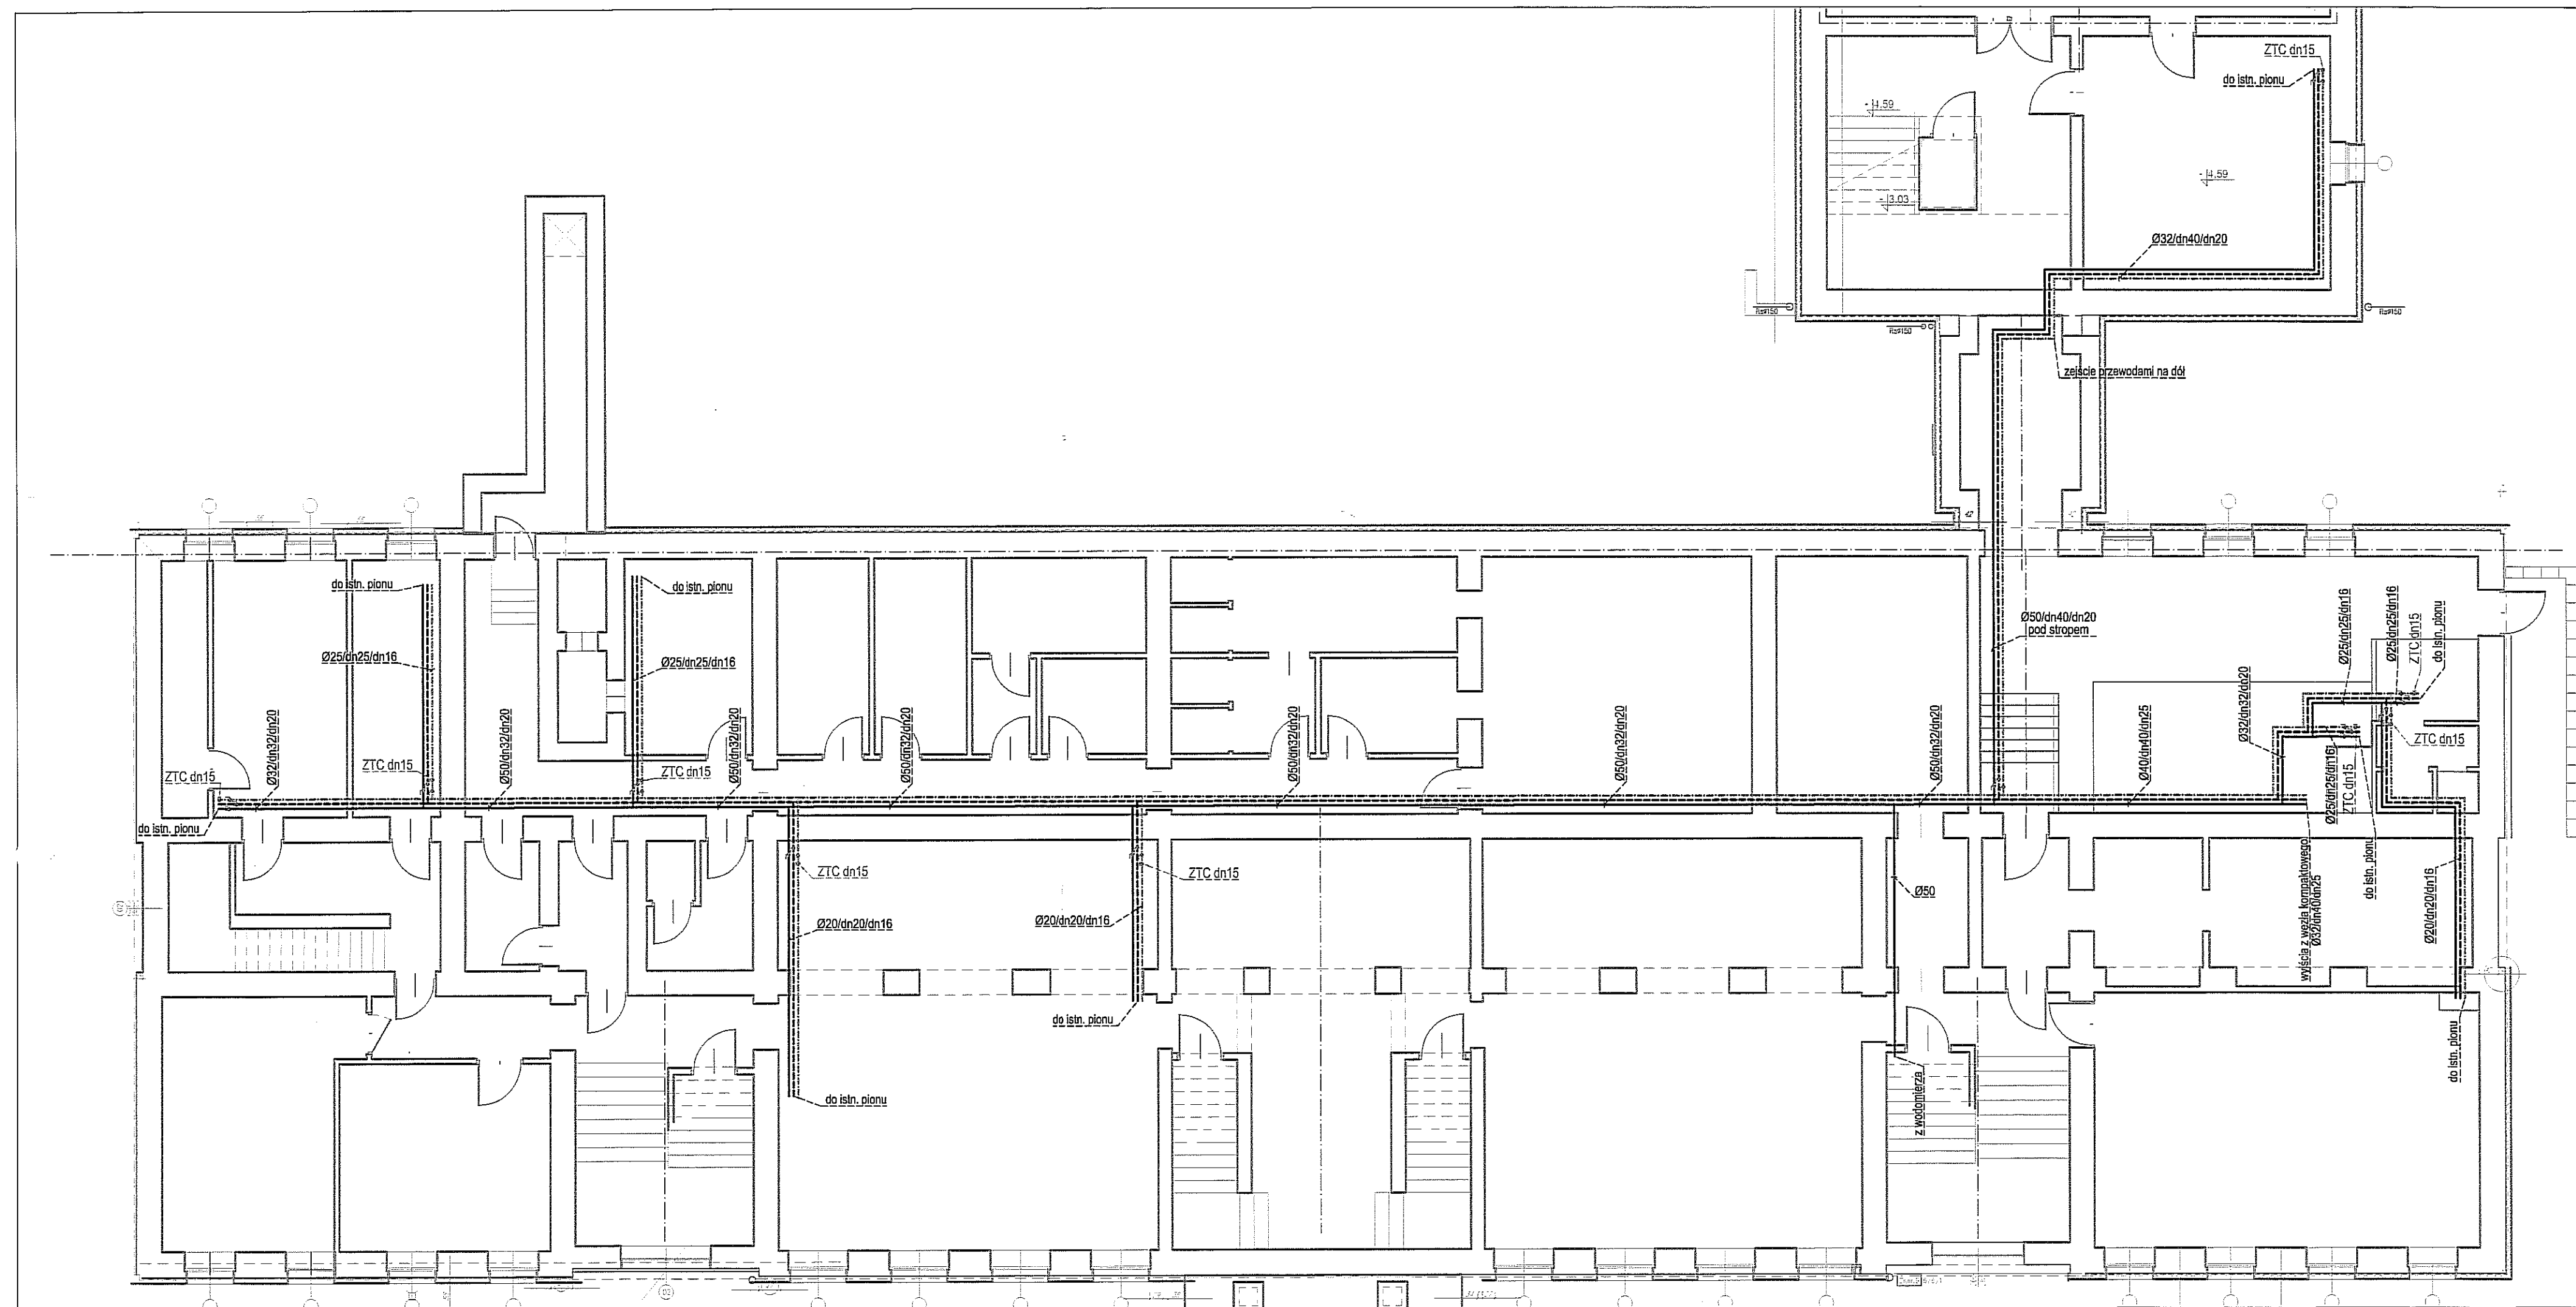 ZTC dn15
do istn. pionu
- 4.59
- 4.59
- 3.03
Ø32/dn40/dn20
Rsø150
Rsø150
Rsø150
zejście przewodami na dół
42
do istn. pionu
do istn. pionu
Ø50/dn40/dn20
pod stropem
Ø25/dn25/dn16
Ø25/dn25/dn16
ZTC dn15
do istn. pionu
Ø25/dn25/dn16
Ø25/dn25/dn16
Ø32/dn32/dn20
Ø32/dn32/dn20
Ø50/dn32/dn20
Ø50/dn32/dn20
Ø50/dn32/dn20
Ø50/dn32/dn20
Ø50/dn32/dn20
Ø50/dn32/dn20
Ø40/dn40/dn25
ZTC dn15
ZTC dn15
ZTC dn15
ZTC dn15
Ø25/dn25/dn16
ZTC dn15
do istn. pionu
ZTC dn15
ZTC dn15
do istn. pionu
Ø50
Ø20/dn20/dn16
Ø20/dn20/dn16
Ø20/dn20/dn16
wyjścia z węzła kompaktowego
Ø32/dn40/dn25
do istn. pionu
do istn. pionu
do istn. pionu
z wodomierza